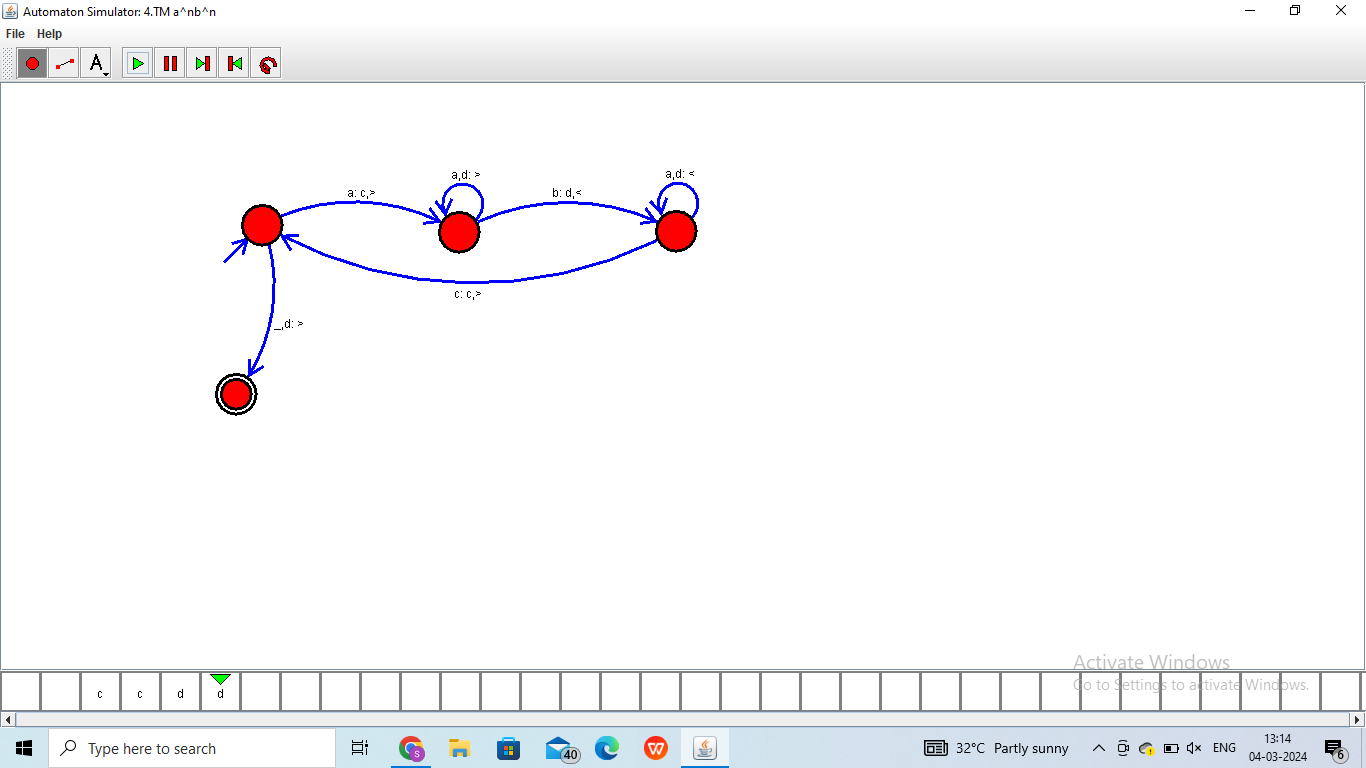 Automaton Simulator: 4.TM a^nb^n
File Help
A
a,d: >
a,d: <
a: c,>
b: d,<
c: c,>
_,d: >
Activate Windows
Go to Settings to activate Windows.
c c d d
Type here to search
S
40
W
32°C Partly sunny
ENG
13:14
04-03-2024
6